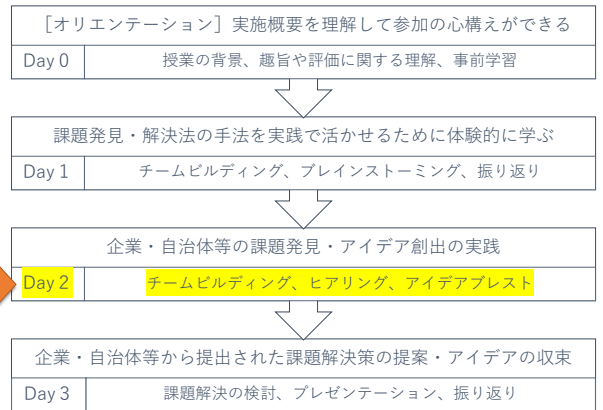 ［オリエンテーション］実施概要を理解して参加の心構えができる
Day 0 授業の背景、趣旨や評価に関する理解、事前学習
課題発見・解決法の手法を実践で活かせるために体験的に学ぶ
Day 1 チームビルディング、ブレインストーミング、振り返り
企業・自治体等の課題発見・アイデア創出の実践
Day 2 チームビルディング、ヒアリング、アイデアブレスト
企業・自治体等から提出された課題解決策の提案・アイデアの収束
Day 3 課題解決の検討、プレゼンテーション、振り返り